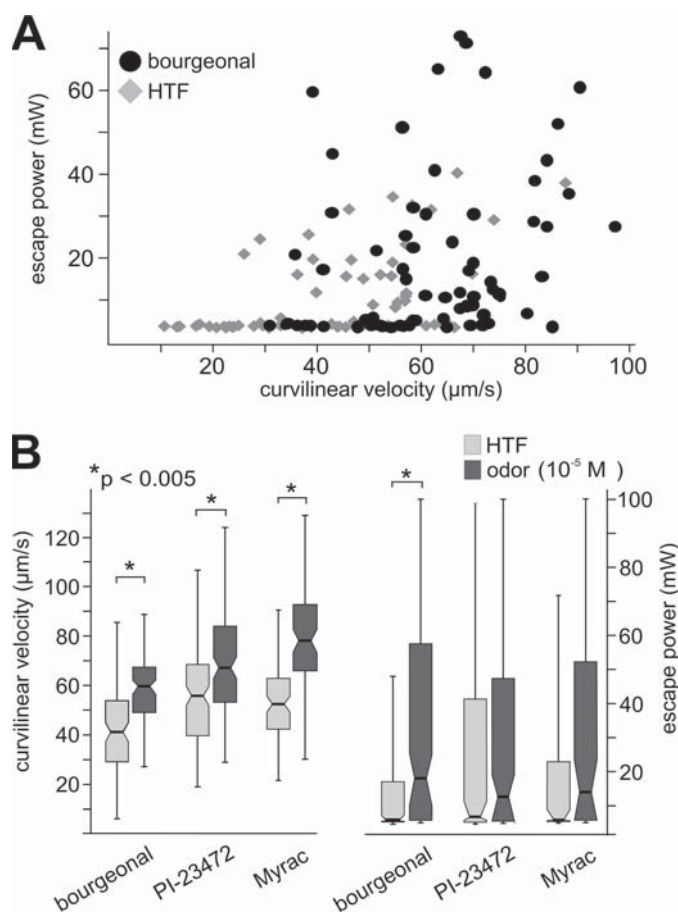 A
bourgeonal
HTF
escape power (mW)
60
40
20
20 40 60 80 100
curvilinear velocity (µm/s)
B
HTF
odor (10⁻⁵ M )
*p < 0.005
* * * *
curvilinear velocity (µm/s)
120
100
80
60
40
20
100
80
60
40
20
escape power (mW)
bourgeonal PI-23472 Myrac
bourgeonal PI-23472 Myrac